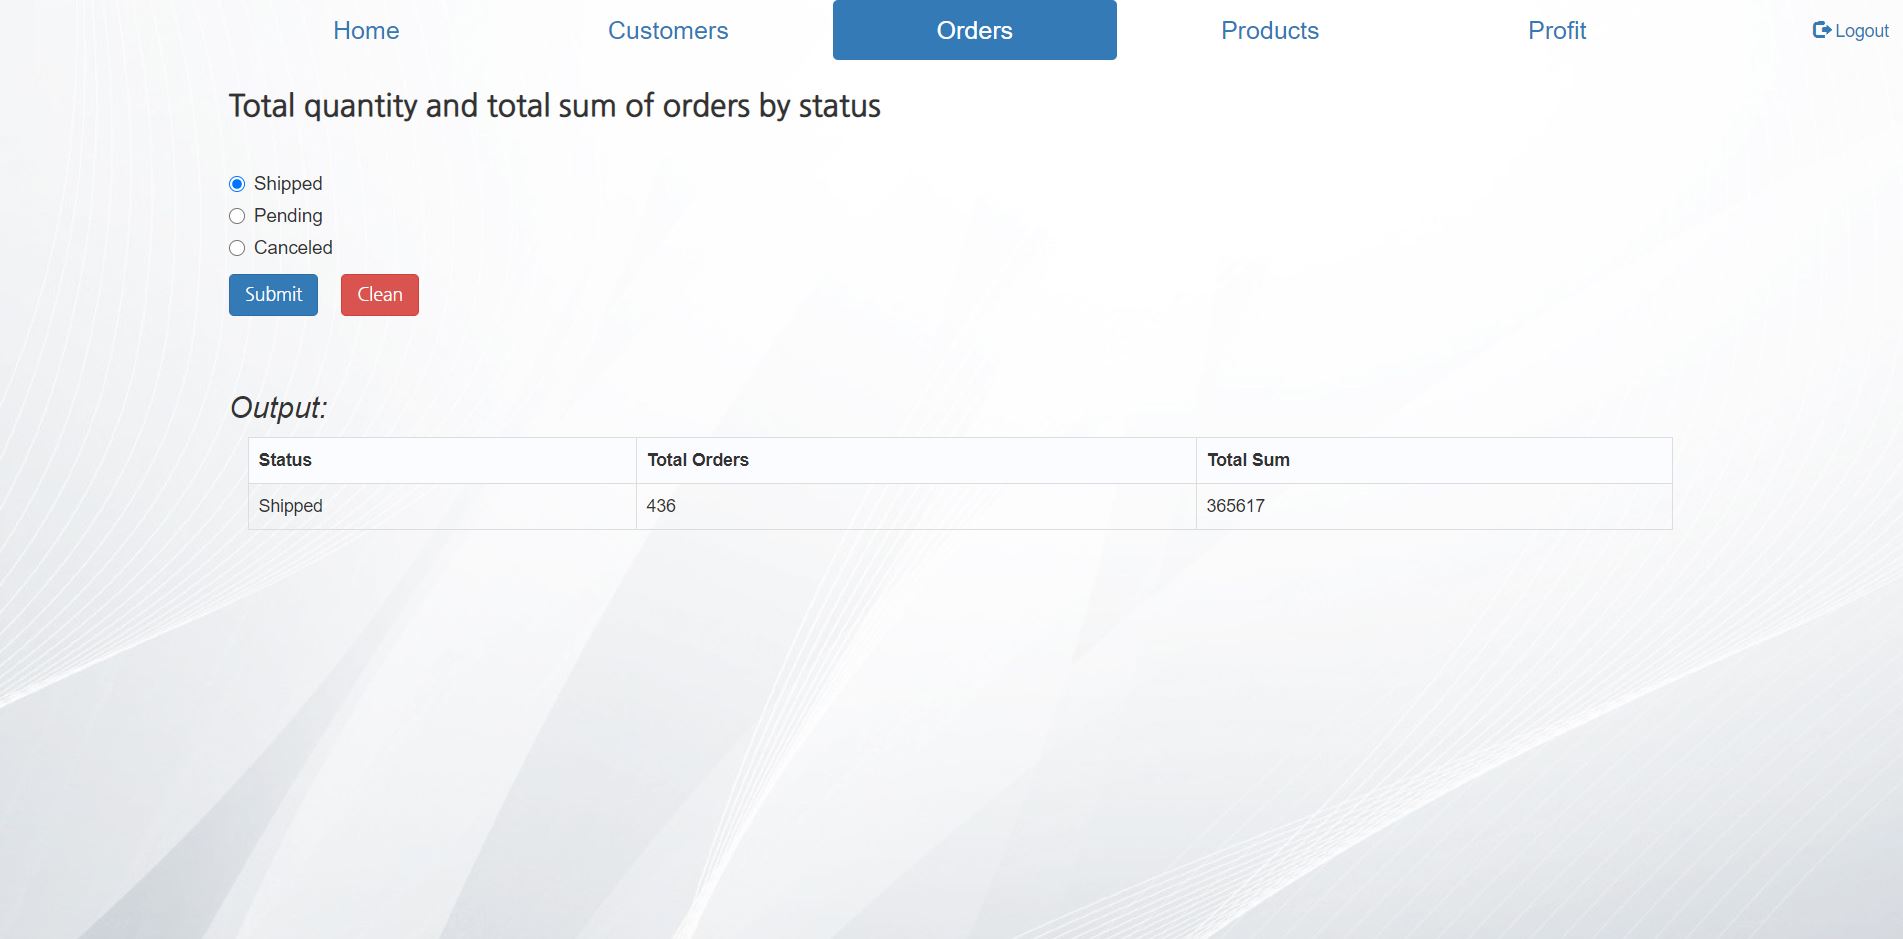 Home Customers Orders Products Profit Logout
Total quantity and total sum of orders by status
Shipped
Pending
Canceled
Submit Clean
Output:
Status Total Orders Total Sum
Shipped 436 365617